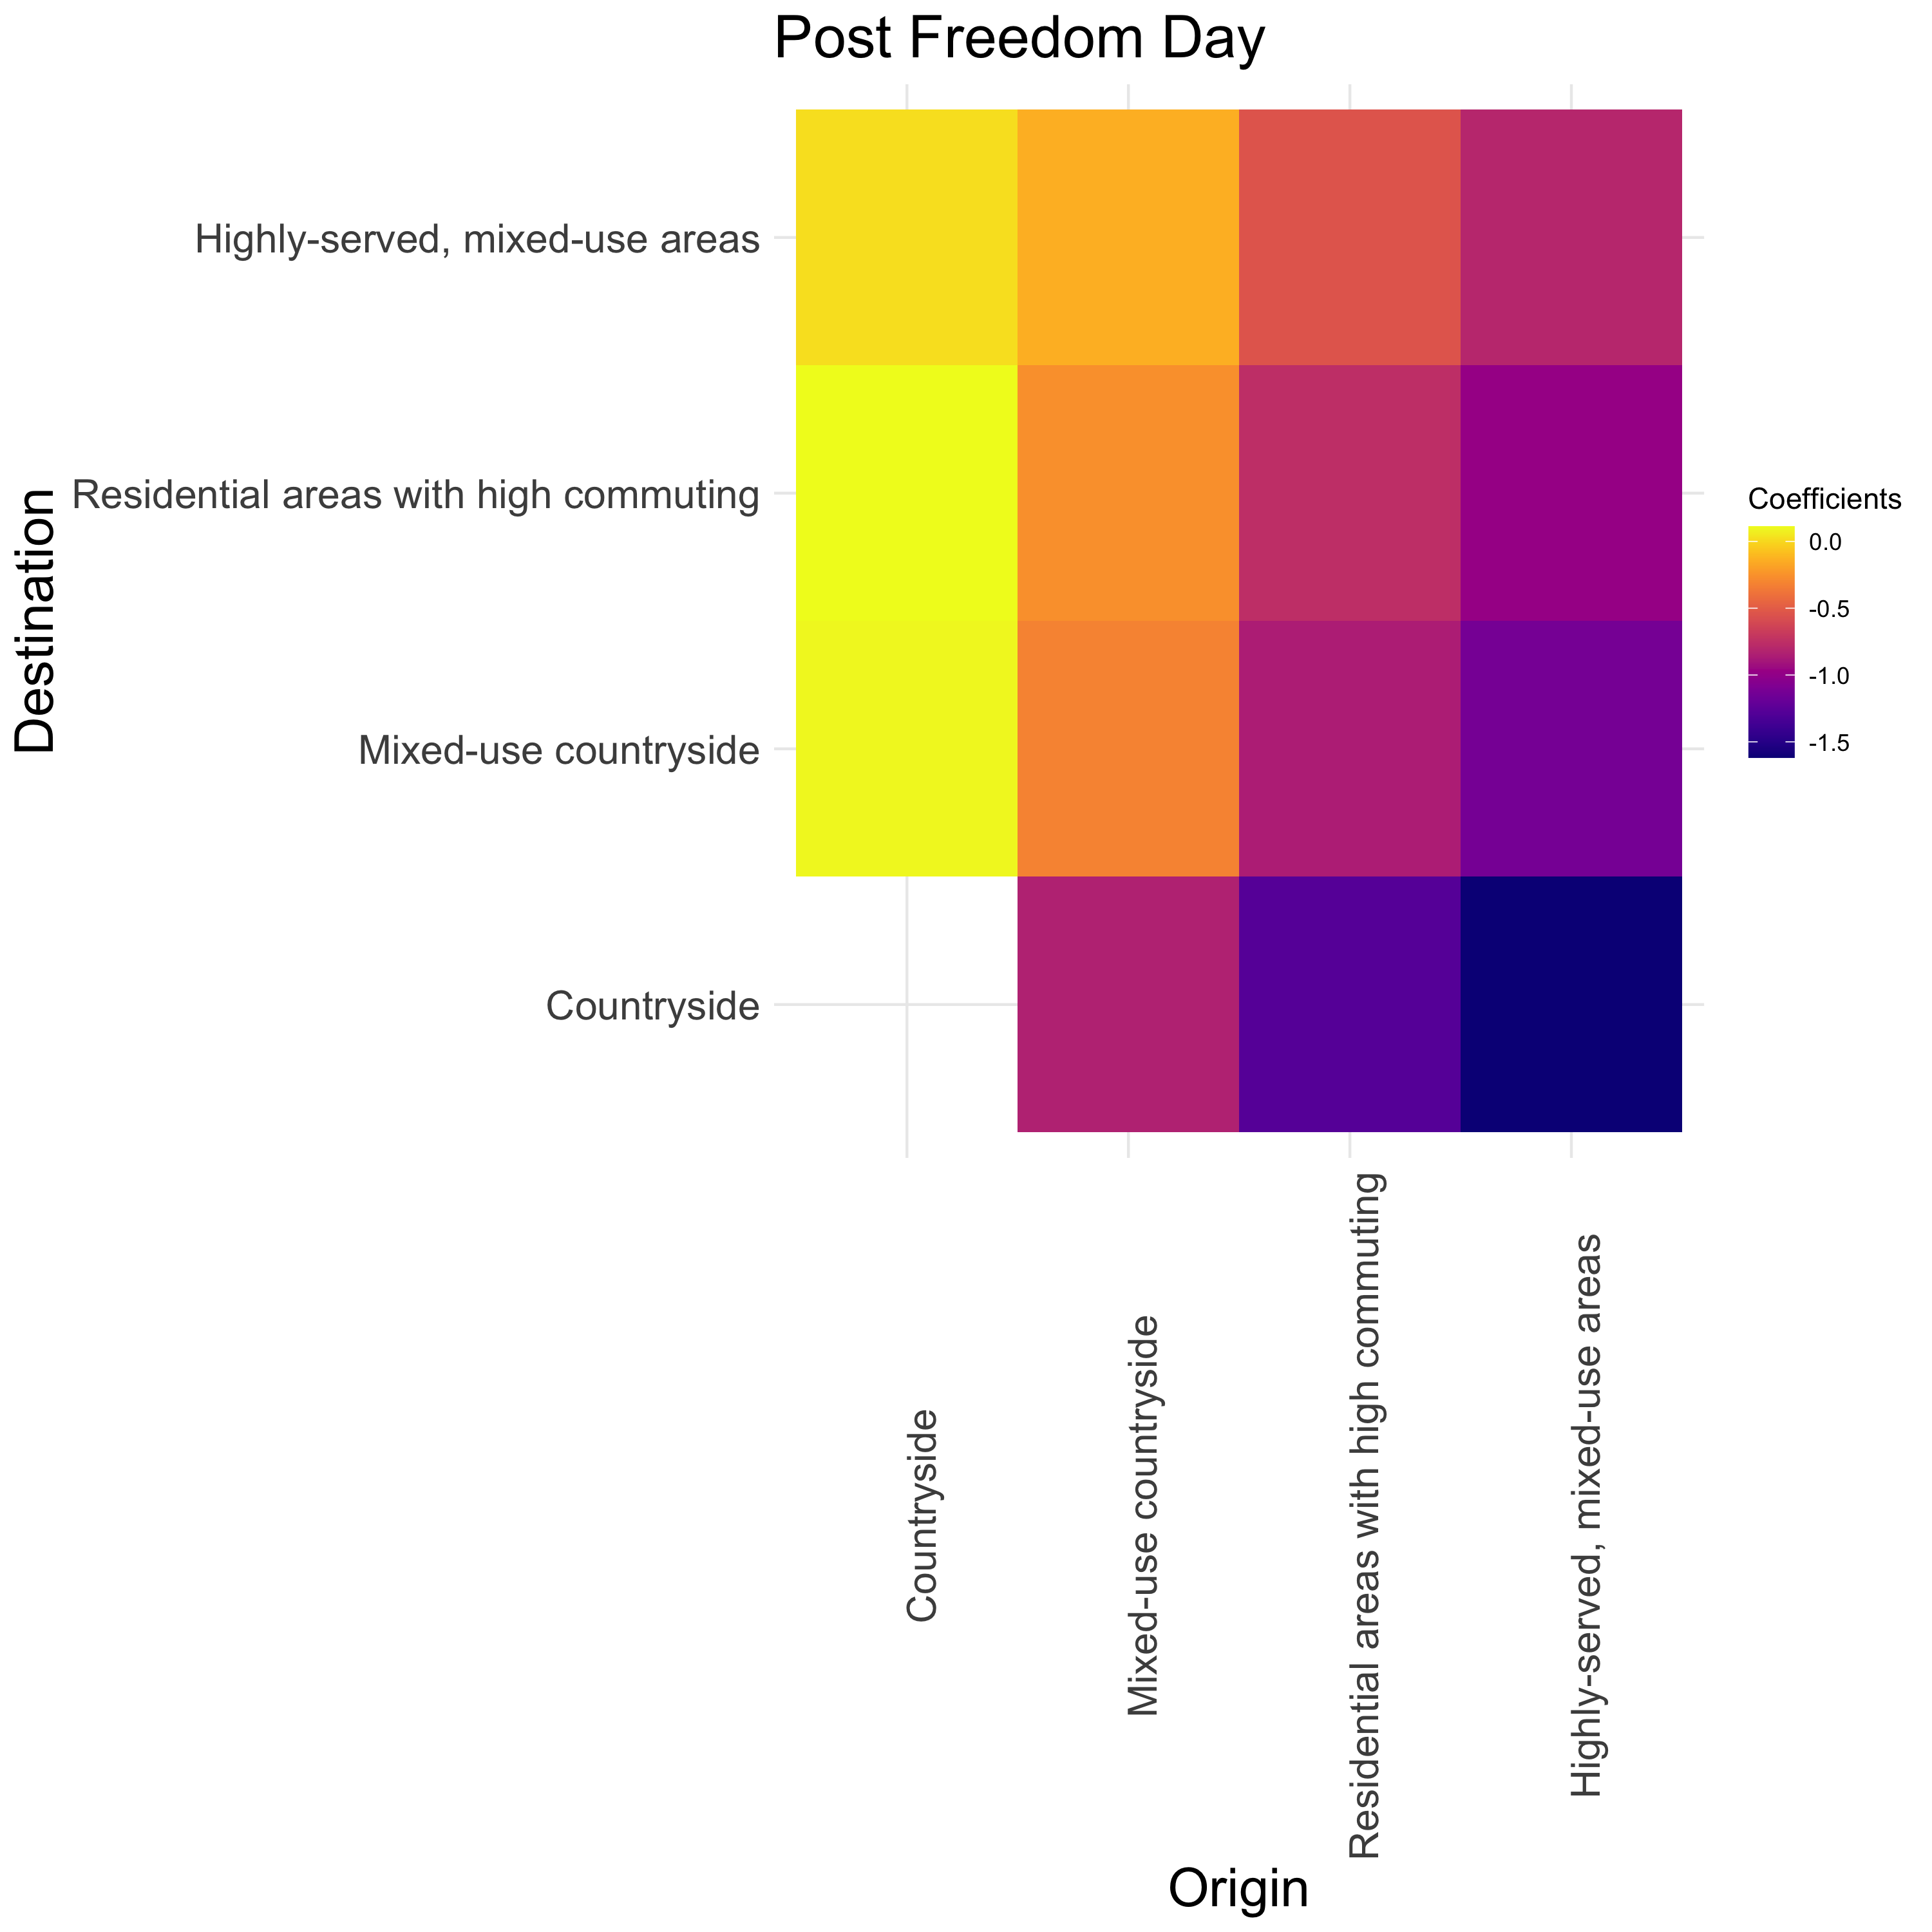 Post Freedom Day
Destination
Highly-served, mixed-use areas
Residential areas with high commuting
Mixed-use countryside
Countryside
Coefficients
0.0
-0.5
-1.0
-1.5
Countryside
Mixed-use countryside
Residential areas with high commuting
Highly-served, mixed-use areas
Origin